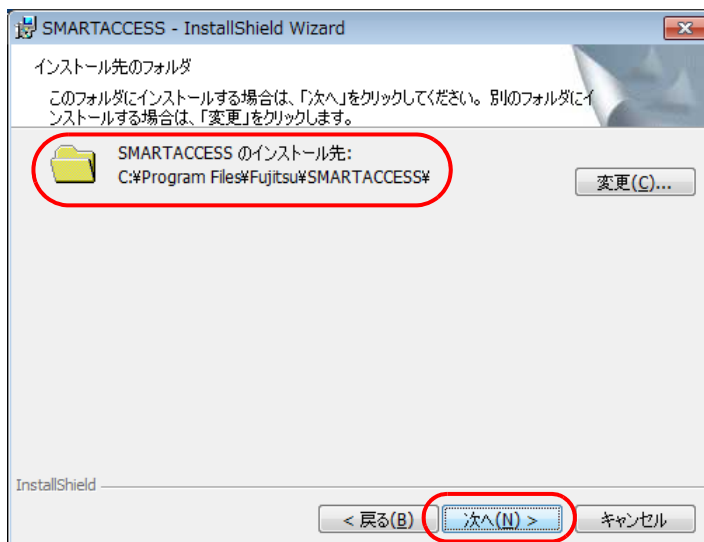 SMARTACCESS - InstallShield Wizard
インストール先のフォルダ
このフォルダにインストールする場合は、「次へ」をクリックしてください。別のフォルダにイ
ンストールする場合は、「変更」をクリックします。
SMARTACCESS のインストール先:
C:¥Program Files¥Fujitsu¥SMARTACCESS¥
変更(C)...
InstallShield
< 戻る(B)
次へ(N) >
キャンセル